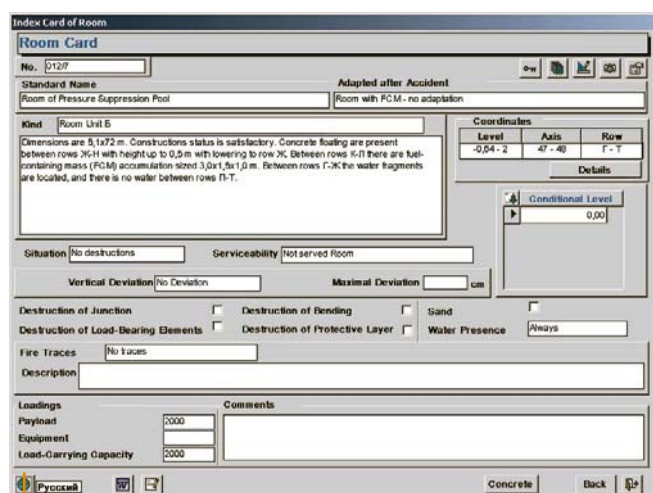 Index Card of Room
Room Card
No. 012/7
Standard Name Adapted after Accident
Room of Pressure Suppression Pool Room with FCM - no adaptation
Kind Room Unit Б Coordinates
Level Axis Row
-0,64 - 2 47 - 48 Г - Т
Details
Dimensions are 5,1x72 m. Constructions status is satisfactory. Concrete floating are present
between rows Ж-Н with height up to 0,5 m with lowering to row Ж. Between rows К-Л there are fuel-
containing mass (FCM) accumulation sized 3,0x1,5x1,0 m. Between rows Г-Ж the water fragments
are located, and there is no water between rows П-Т.
Conditional Level
0,00
Situation No destructions Serviceability Not served Room
Vertical Deviation No Deviation Maximal Deviation cm
Destruction of Junction Destruction of Bending Sand
Destruction of Load-Bearing Elements Destruction of Protective Layer Water Presence Always
Fire Traces No traces
Description
Loadings Comments
Payload 2000
Equipment
Load-Carrying Capacity 2000
Русский W Concrete Back